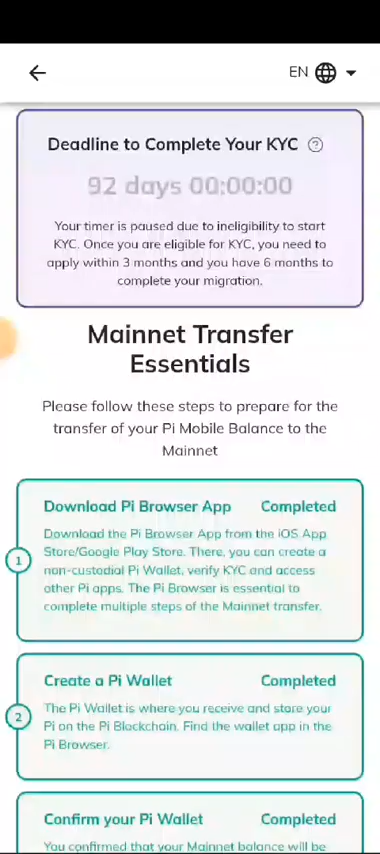 EN
Deadline to Complete Your KYC ?
92 days 00:00:00
Your timer is paused due to ineligibility to start
KYC. Once you are eligible for KYC, you need to
apply within 3 months and you have 6 months to
complete your migration.
Mainnet Transfer
Essentials
Please follow these steps to prepare for the
transfer of your Pi Mobile Balance to the
Mainnet
Download Pi Browser App Completed
Download the Pi Browser App from the iOS App
Store/Google Play Store. There, you can create a
1 non-custodial Pi Wallet, verify KYC and access
other Pi apps. The Pi Browser is essential to
complete multiple steps of the Mainnet transfer.
Create a Pi Wallet Completed
2 The Pi Wallet is where you receive and store your
Pi on the Pi Blockchain. Find the wallet app in the
Pi Browser.
Confirm your Pi Wallet Completed
You confirmed that your Mainnet balance will be